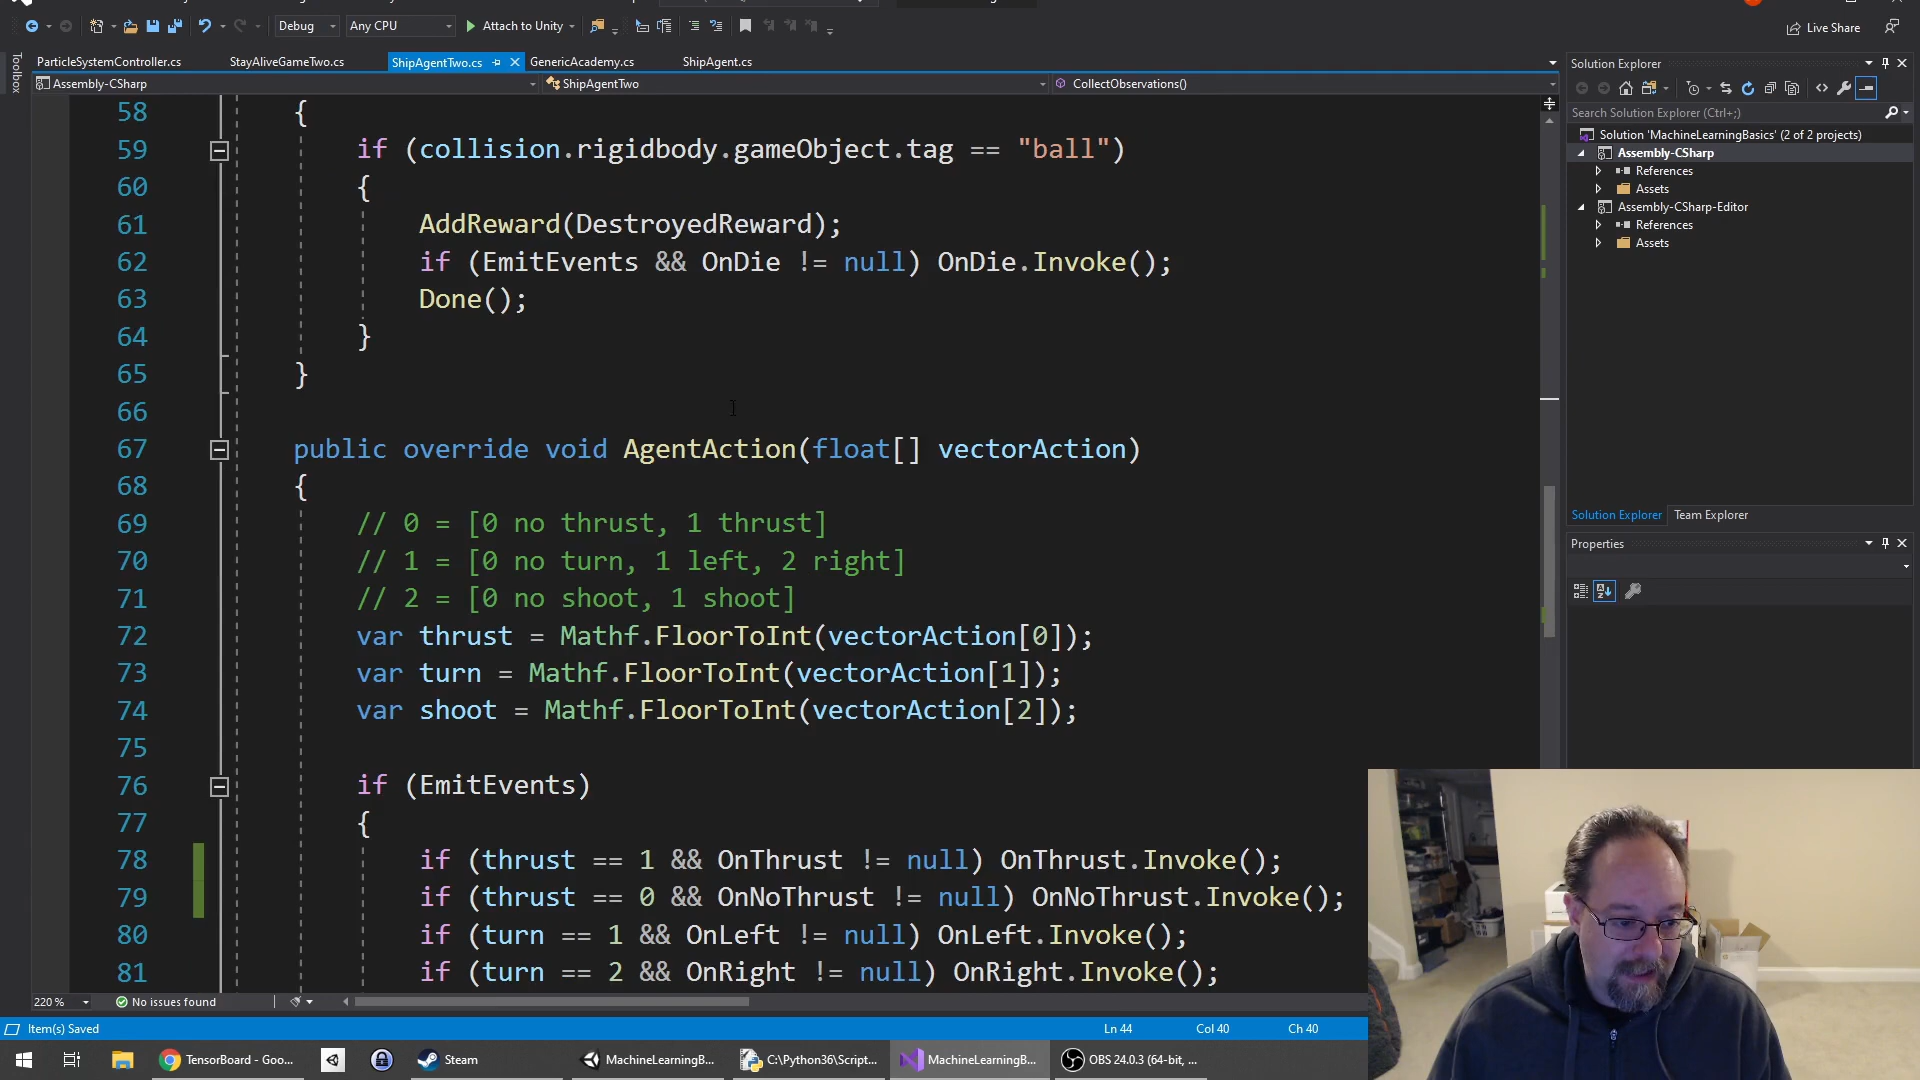 Debug
Any CPU
Attach to Unity
Live Share
Toolbox
ParticleSystemController.cs
StayAliveGameTwo.cs
ShipAgentTwo.cs
GenericAcademy.cs
ShipAgent.cs
Assembly-CSharp
ShipAgentTwo
CollectObservations()
58 {
59 if (collision.rigidbody.gameObject.tag == "ball")
60 {
61 AddReward(DestroyedReward);
62 if (EmitEvents && OnDie != null) OnDie.Invoke();
63 Done();
64 }
65 }
66
67 public override void AgentAction(float[] vectorAction)
68 {
69 // 0 = [0 no thrust, 1 thrust]
70 // 1 = [0 no turn, 1 left, 2 right]
71 // 2 = [0 no shoot, 1 shoot]
72 var thrust = Mathf.FloorToInt(vectorAction[0]);
73 var turn = Mathf.FloorToInt(vectorAction[1]);
74 var shoot = Mathf.FloorToInt(vectorAction[2]);
75
76 if (EmitEvents)
77 {
78 if (thrust == 1 && OnThrust != null) OnThrust.Invoke();
79 if (thrust == 0 && OnNoThrust != null) OnNoThrust.Invoke();
80 if (turn == 1 && OnLeft != null) OnLeft.Invoke();
81 if (turn == 2 && OnRight != null) OnRight.Invoke();
220 %
No issues found
Item(s) Saved
Ln 44
Col 40
Ch 40
Solution Explorer
Search Solution Explorer (Ctrl+;)
Solution 'MachineLearningBasics' (2 of 2 projects)
Assembly-CSharp
References
Assets
Assembly-CSharp-Editor
References
Assets
Solution Explorer
Team Explorer
Properties
TensorBoard - Goo...
Steam
MachineLearningB...
C:\Python36\Script...
MachineLearningB...
OBS 24.0.3 (64-bit, ...